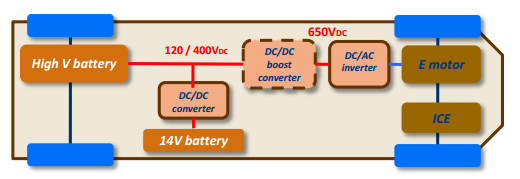 650VDC
120 / 400VDC
High V battery
DC/DC
boost
converter
DC/AC
inverter
E motor
DC/DC
converter
ICE
14V battery